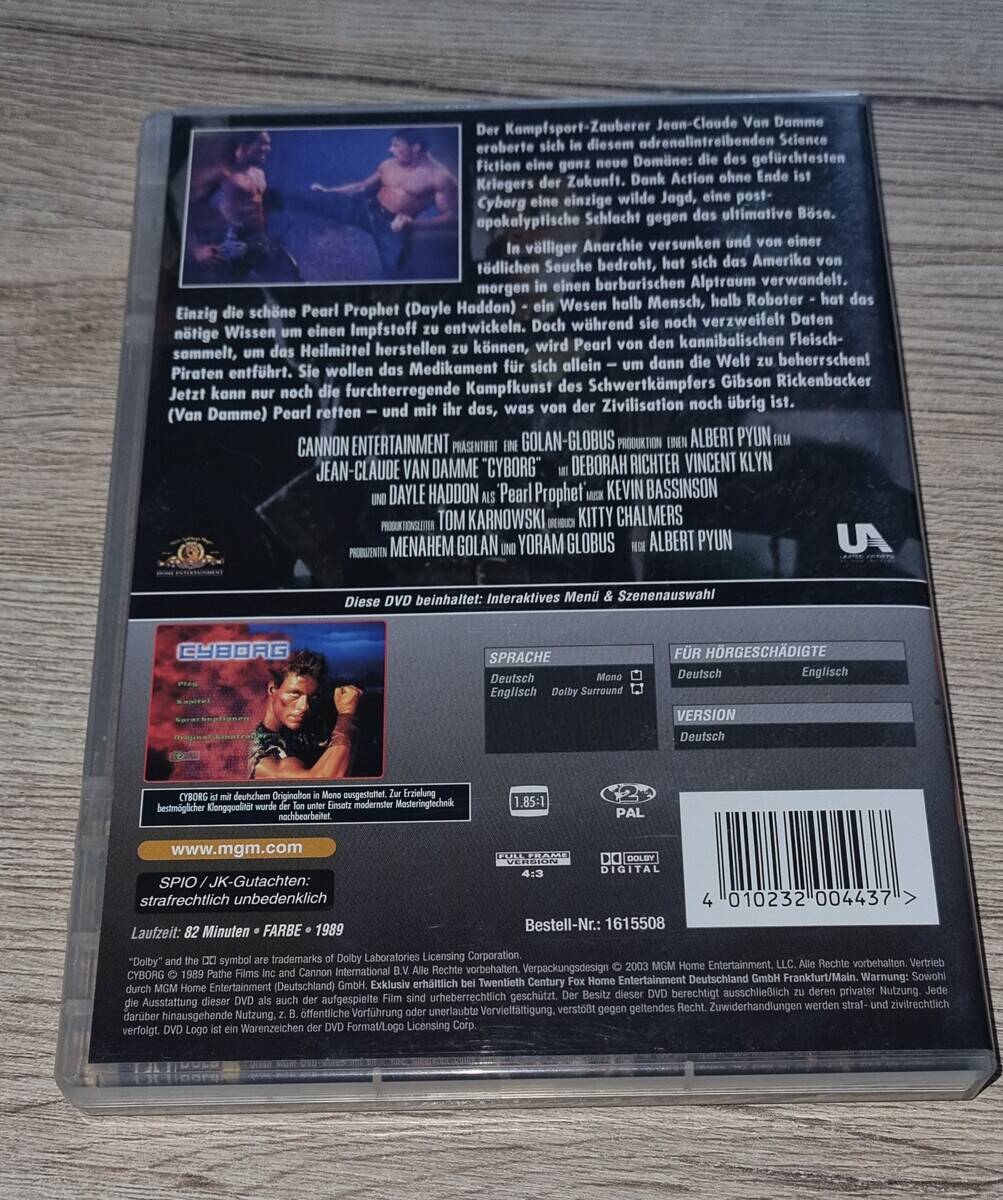 Der Kampfsport-Zauberer Jean-Claude Van Damme
eroberte sich in diesem adrenalintreibenden Science
Fiction eine ganz neue Domäne: die des gefürchtesten
Kriegers der Zukunft. Dank Action ohne Ende ist
Cyborg eine einzige wilde Jagd, eine post-
apokalyptische Schlacht gegen das ultimative Böse.
In völliger Anarchie versunken und von einer
tödlichen Seuche bedroht, hat sich das Amerika von
morgen in einen barbarischen Alptraum verwandelt.
Einzig die schöne Pearl Prophet (Dayle Haddon) - ein Wesen halb Mensch, halb Roboter - hat das
nötige Wissen um einen Impfstoff zu entwickeln. Doch während sie noch verzweifelt Daten
sammelt, um das Heilmittel herstellen zu können, wird Pearl von den kannibalischen Fleisch-
Piraten entführt. Sie wollen das Medikament für sich allein – um dann die Welt zu beherrschen!
Jetzt kann nur noch die furchterregende Kampfkunst des Schwertkämpfers Gibson Rickenbacker
(Van Damme) Pearl retten – und mit ihr das, was von der Zivilisation noch übrig ist.
CANNON ENTERTAINMENT PRÄSENTIERT EINE GOLAN-GLOBUS PRODUKTION EINEN ALBERT PYUN FILM
JEAN-CLAUDE VAN DAMME "CYBORG" MIT DEBORAH RICHTER VINCENT KLYN
UND DAYLE HADDON ALS 'Pearl Prophet' MUSIK KEVIN BASSINSON
PRODUKTIONSLEITER TOM KARNOWSKI DREHBUCH KITTY CHALMERS
PRODUZENTEN MENAHEM GOLAN UND YORAM GLOBUS REGIE ALBERT PYUN
HOME ENTERTAINMENT
UA
UNITED ARTISTS
Diese DVD beinhaltet: Interaktives Menü & Szenenauswahl
CYBORG
Play
Kapitel
Sprachoptionen
Original-Kinotrailer
SPRACHE
Deutsch Mono
Englisch Dolby Surround
FÜR HÖRGESCHÄDIGTE
Deutsch Englisch
VERSION
Deutsch
CYBORG ist mit deutschem Originalton in Mono ausgestattet. Zur Erzielung
bestmöglicher Klangqualität wurde der Ton unter Einsatz modernster Masteringtechnik
nachbearbeitet.
1.85:1
2
PAL
www.mgm.com
FULL FRAME
VERSION
4:3
DOLBY
DIGITAL
SPIO / JK-Gutachten:
strafrechtlich unbedenklich
4 010232 004437 >
Laufzeit: 82 Minuten • FARBE • 1989
Bestell-Nr.: 1615508
"Dolby" and the DD symbol are trademarks of Dolby Laboratories Licensing Corporation.
CYBORG © 1989 Pathe Films Inc and Cannon International B.V. Alle Rechte vorbehalten. Verpackungsdesign © 2003 MGM Home Entertainment, LLC. Alle Rechte vorbehalten. Vertrieb
durch MGM Home Entertainment (Deutschland) GmbH. Exklusiv erhältlich bei Twentieth Century Fox Home Entertainment Deutschland GmbH Frankfurt/Main. Warnung: Sowohl
die Ausstattung dieser DVD als auch der aufgespielte Film sind urheberrechtlich geschützt. Der Besitz dieser DVD berechtigt ausschließlich zu deren privater Nutzung. Jede
darüber hinausgehende Nutzung, z. B. öffentliche Vorführung oder unerlaubte Vervielfältigung, verstößt gegen geltendes Recht. Zuwiderhandlungen werden straf- und zivilrechtlich
verfolgt. DVD Logo ist ein Warenzeichen der DVD Format/Logo Licensing Corp.